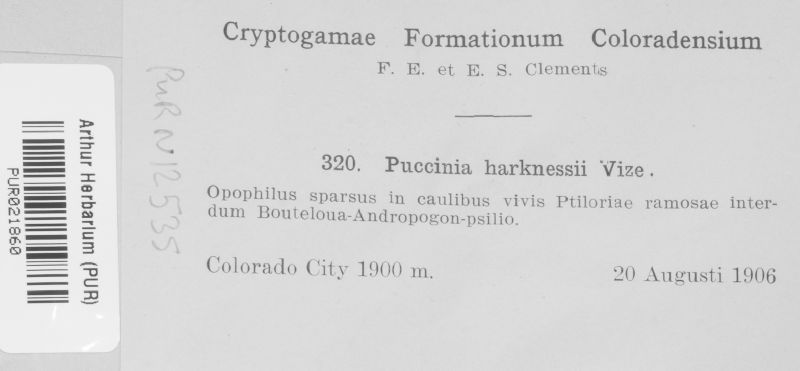 Cryptogamae Formationum Coloradensium
F. E. et E. S. Clements
320. Puccinia harknessii Vize.
Opophilus sparsus in caulibus vivis Ptiloriae ramosae inter-
dum Bouteloua-Andropogon-psilio.
Colorado City 1900 m.
20 Augusti 1906
PUR N12535
Arthur Herbarium (PUR)
PUR021860